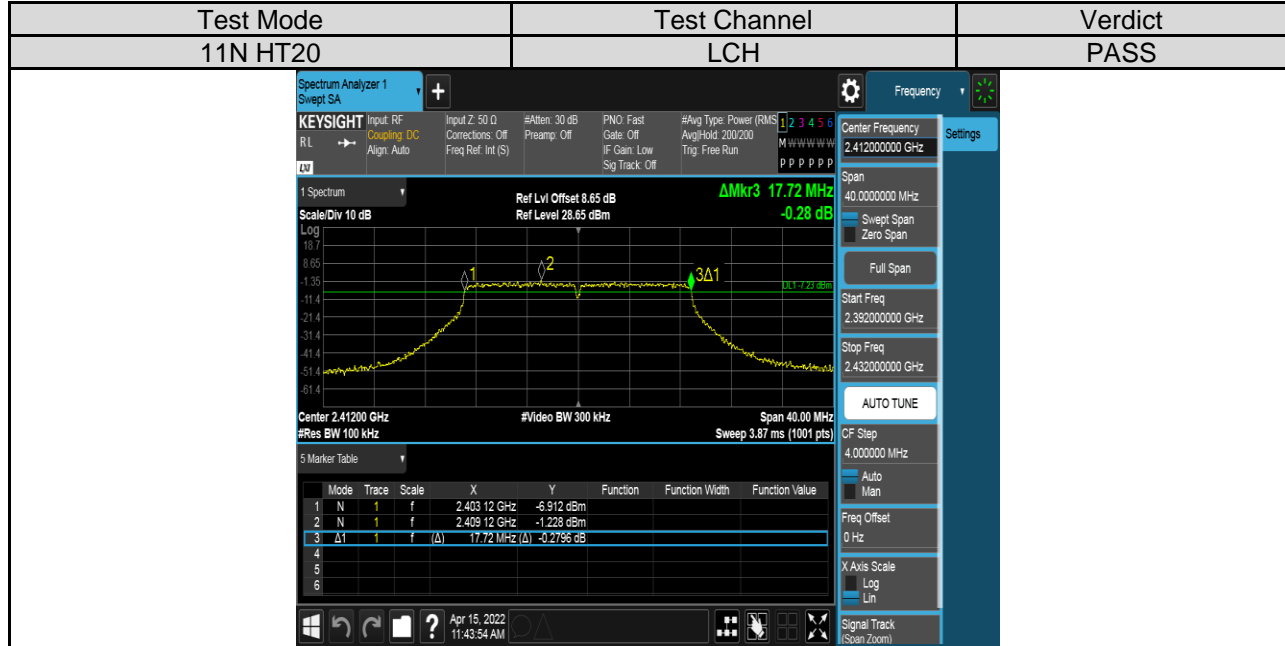 Test Mode Test Channel Verdict
11N HT20 LCH PASS
Spectrum Analyzer 1
Swept SA
+
Frequency
KEYSIGHT
RL
LXI
Input: RF
Coupling: DC
Align: Auto
Input Z: 50 Ω
Corrections: Off
Freq Ref: Int (S)
#Atten: 30 dB
Preamp: Off
PNO: Fast
Gate: Off
IF Gain: Low
Sig Track: Off
#Avg Type: Power (RMS
Avg|Hold: 200/200
Trig: Free Run
1 2 3 4 5 6
M W W W W W
P P P P P P
Center Frequency
2.412000000 GHz
Settings
1 Spectrum
Scale/Div 10 dB
Ref Lvl Offset 8.65 dB
Ref Level 28.65 dBm
ΔMkr3 17.72 MHz
-0.28 dB
Log
18.7
8.65
-1.35
-11.4
-21.4
-31.4
-41.4
-51.4
-61.4
1
2
3Δ1
DL1 -7.23 dBm
Center 2.41200 GHz
#Res BW 100 kHz
#Video BW 300 kHz
Span 40.00 MHz
Sweep 3.87 ms (1001 pts)
Span
40.0000000 MHz
Swept Span
Zero Span
Full Span
Start Freq
2.392000000 GHz
Stop Freq
2.432000000 GHz
AUTO TUNE
CF Step
4.000000 MHz
Auto
Man
Freq Offset
0 Hz
X Axis Scale
Log
Lin
Signal Track
(Span Zoom)
5 Marker Table
Mode Trace Scale X Y Function Function Width Function Value
1 N 1 f 2.403 12 GHz -6.912 dBm
2 N 1 f 2.409 12 GHz -1.228 dBm
3 Δ1 1 f (Δ) 17.72 MHz (Δ) -0.2796 dB
4
5
6
?
Apr 15, 2022
11:43:54 AM